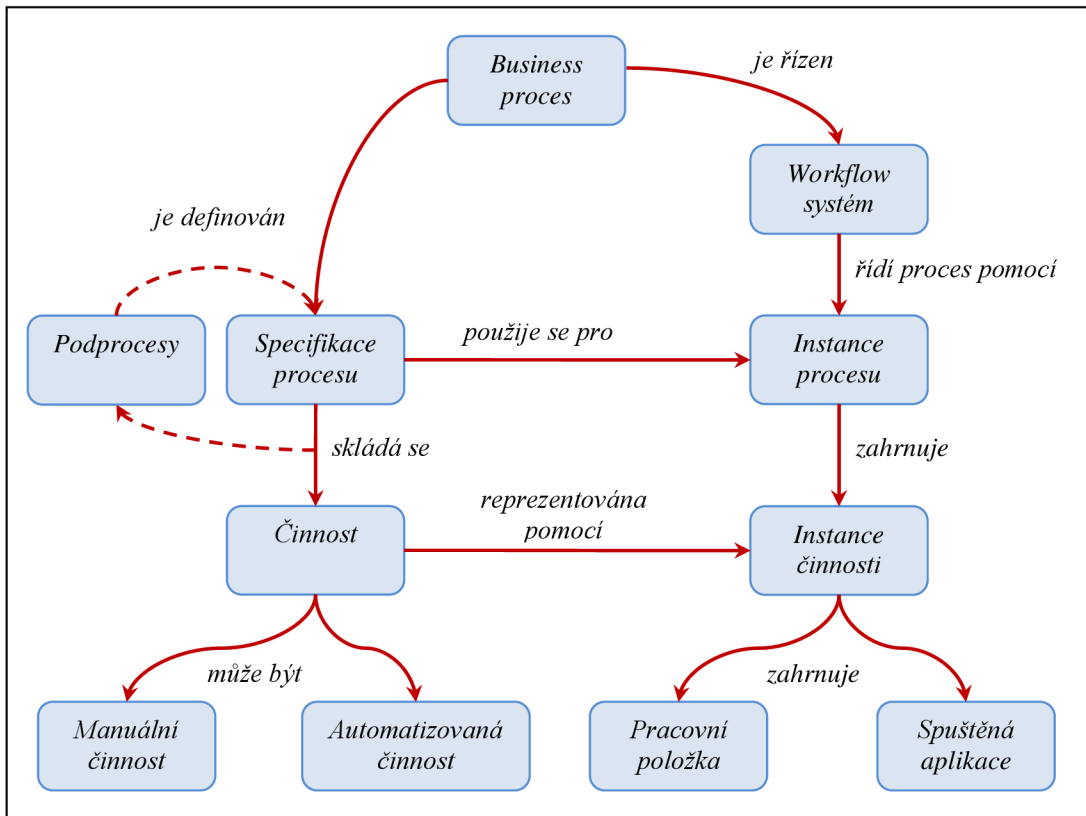 Business
proces
je řízen
Workflow
systém
je definován
řídí proces pomocí
Podprocesy
Specifikace
procesu
použije se pro
Instance
procesu
skládá se
zahrnuje
Činnost
reprezentována
pomocí
Instance
činnosti
může být
zahrnuje
Manuální
činnost
Automatizovaná
činnost
Pracovní
položka
Spuštěná
aplikace